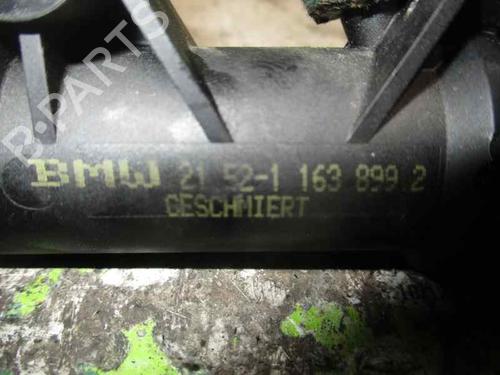 B-PARTS
BMW 21 52-1 163 899.2
GESCHMIERT